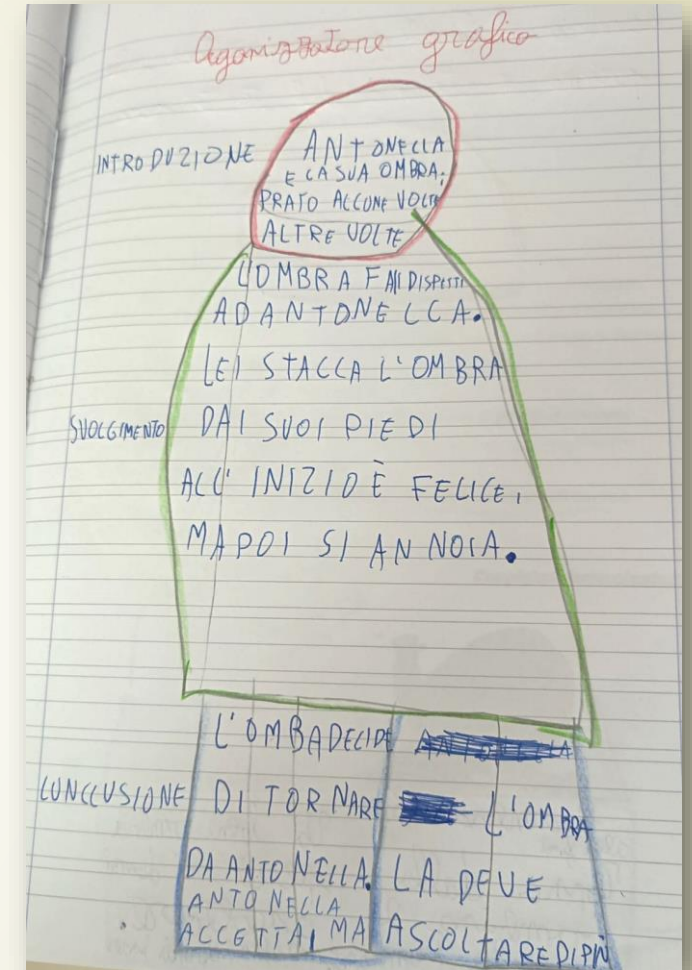 Oganizzatore grafico
INTRODUZIONE
ANTONELLA
E LA SUA OMBRA;
PRATO ALCUNE VOLTE
ALTRE VOLTE
L'OMBRA FA I DISPETTI
AD ANTONELLA.
LEI STACCA L'OMBRA
SVOLGIMENTO
DAI SUOI PIEDI
ALL'INIZIO È FELICE,
MA POI SI ANNOIA.
CUNCLUSIONE
L'OMBA DECIDE
DI TORNARE
DA ANTONELLA.
ANTONELLA
ACCETTA, MA
L'OMBRA
LA DEVE
ASCOLTARE DI PIÙ